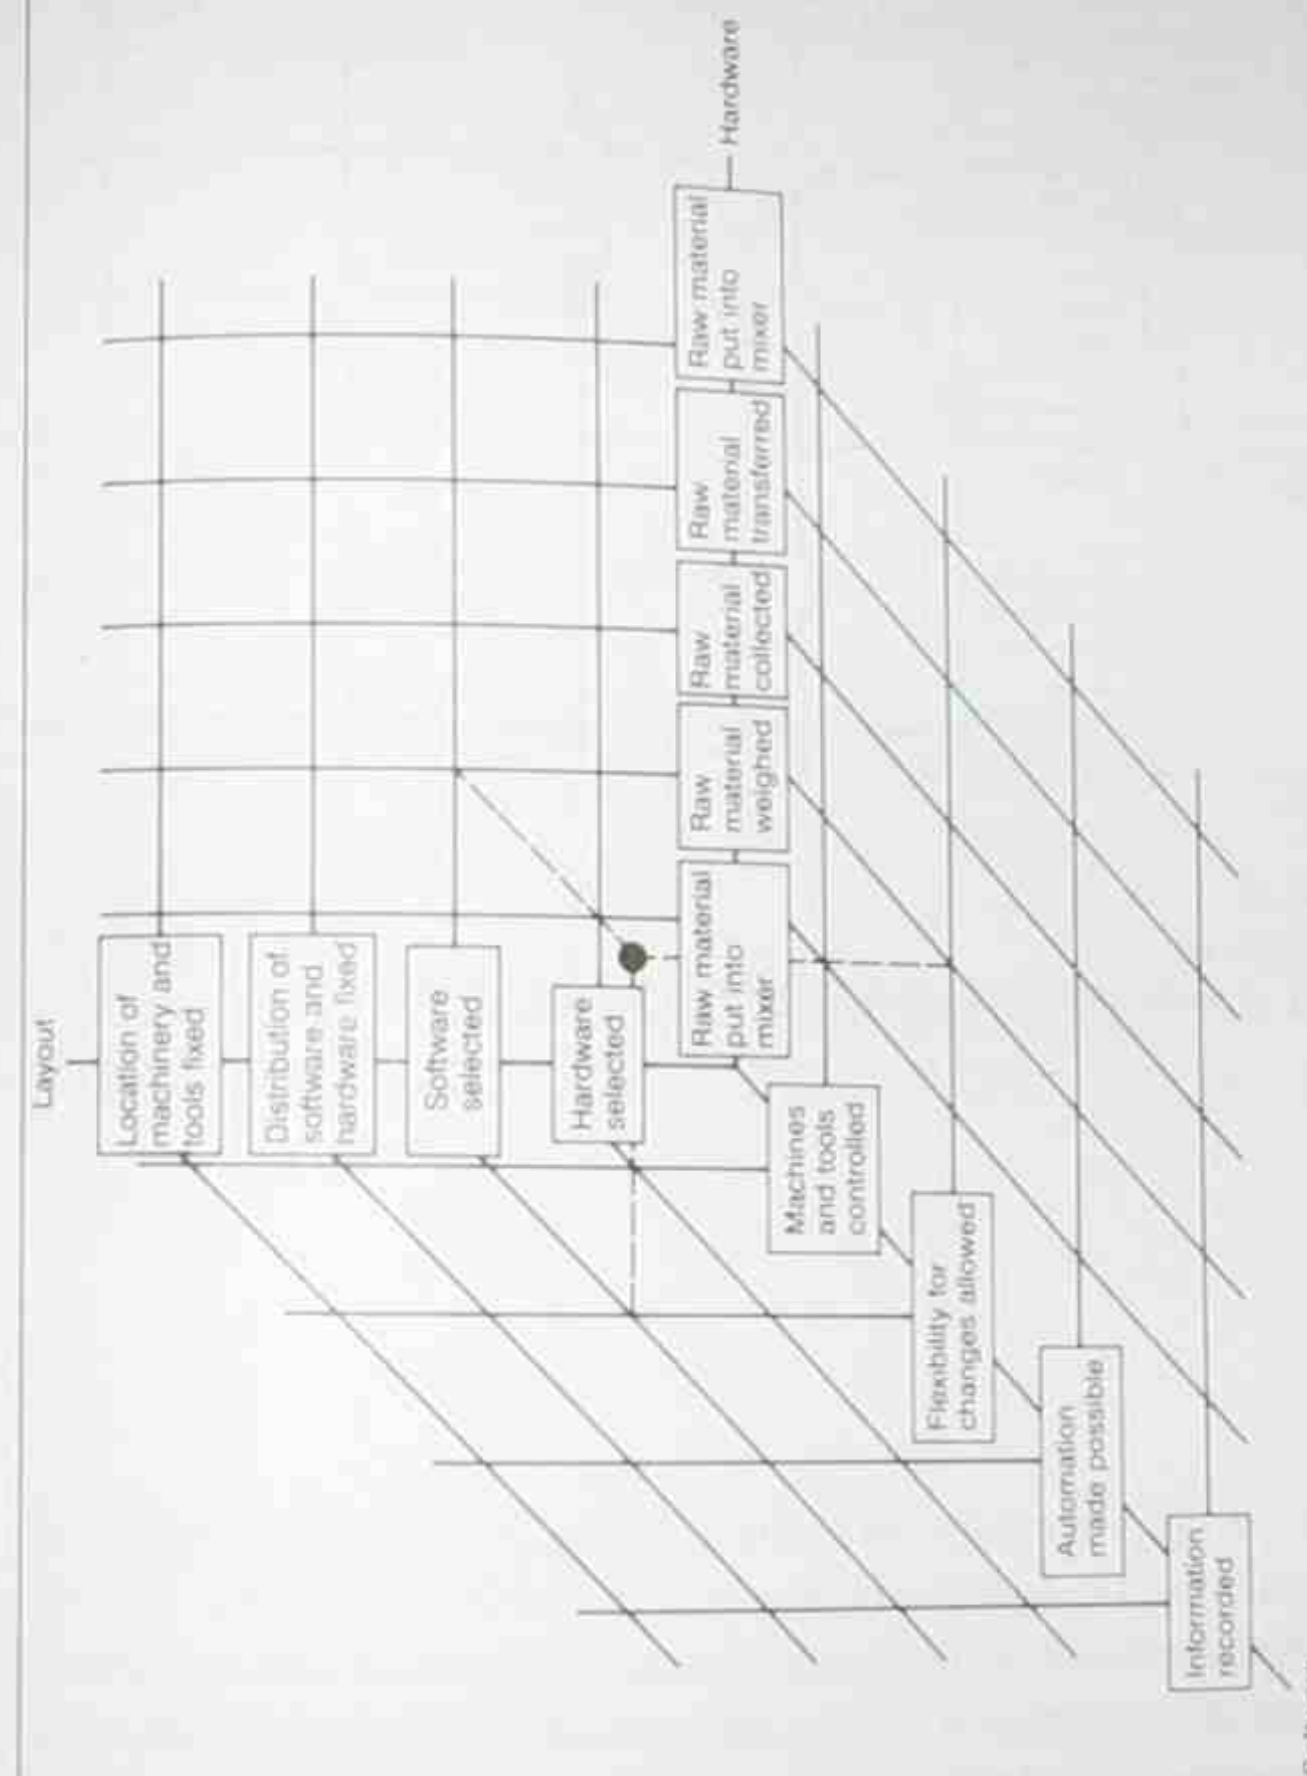 Layout
Location of
machinery and
tools fixed
Distribution of
software and
hardware fixed
Software
selected
Hardware
selected
Raw material
put into
mixer
Raw
material
weighed
Raw
material
collected
Raw
material
transferred
Raw material
put into
mixer
Hardware
Machines
and tools
controlled
Flexibility for
changes allowed
Automation
made possible
Information
recorded